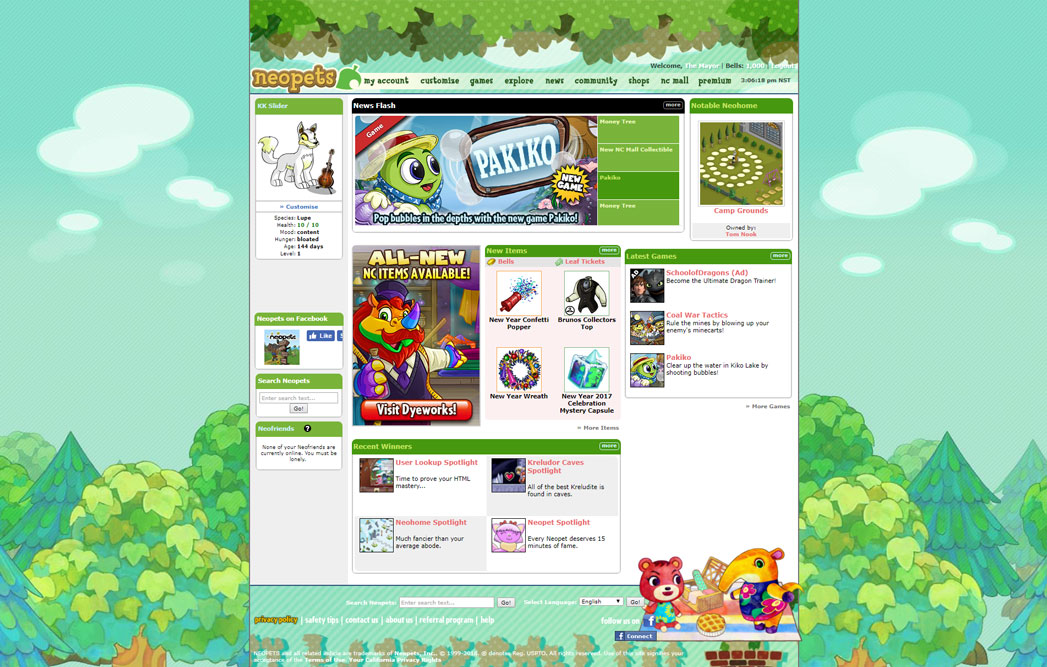 Welcome, The Mayor | Bells: 1,000 | Logout
neopets
my account customise games explore news community shops nc mall premium 3:06:18 pm NST
KK Slider
» Customise
Species: Lupe
Health: 10 / 10
Mood: content
Hunger: bloated
Age: 144 days
Level: 1
Neopets on Facebook
neopets
Like
Search Neopets
Enter search text...
Go!
Neofriends ?
None of your Neofriends are
currently online. You must be
lonely.
News Flash more
Game
PAKIKO
NEW
GAME
Pop bubbles in the depths with the new game Pakiko!
Money Tree
New NC Mall Collectible
Pakiko
Money Tree
Notable Neohome
Camp Grounds
Owned by:
Tom Nook
ALL-NEW
NC ITEMS AVAILABLE!
Visit Dyeworks!
New Items more
Bells Leaf Tickets
New Year Confetti
Popper
Brunos Collectors
Top
New Year Wreath
New Year 2017
Celebration
Mystery Capsule
» More Items
Latest Games more
AD
SchoolofDragons (Ad)
Become the Ultimate Dragon Trainer!
Coal War Tactics
Rule the mines by blowing up your
enemy's minecarts!
Pakiko
Clear up the water in Kiko Lake by
shooting bubbles!
» More Games
Recent Winners more
User Lookup Spotlight
Time to prove your HTML
mastery...
Kreludor Caves
Spotlight
All of the best Kreludite is
found in caves.
Neohome Spotlight
Much fancier than your
average abode.
Neopet Spotlight
Every Neopet deserves 15
minutes of fame.
Search Neopets: Enter search text... Go! Select Language: English Go!
privacy policy | safety tips | contact us | about us | referral program | help
follow us on f
f Connect
NEOPETS and all related indicia are trademarks of Neopets, Inc., © 1999-2018. ® denotes Reg. USPTO. All rights reserved. Use of this site signifies your
acceptance of the Terms of Use. Your California Privacy Rights